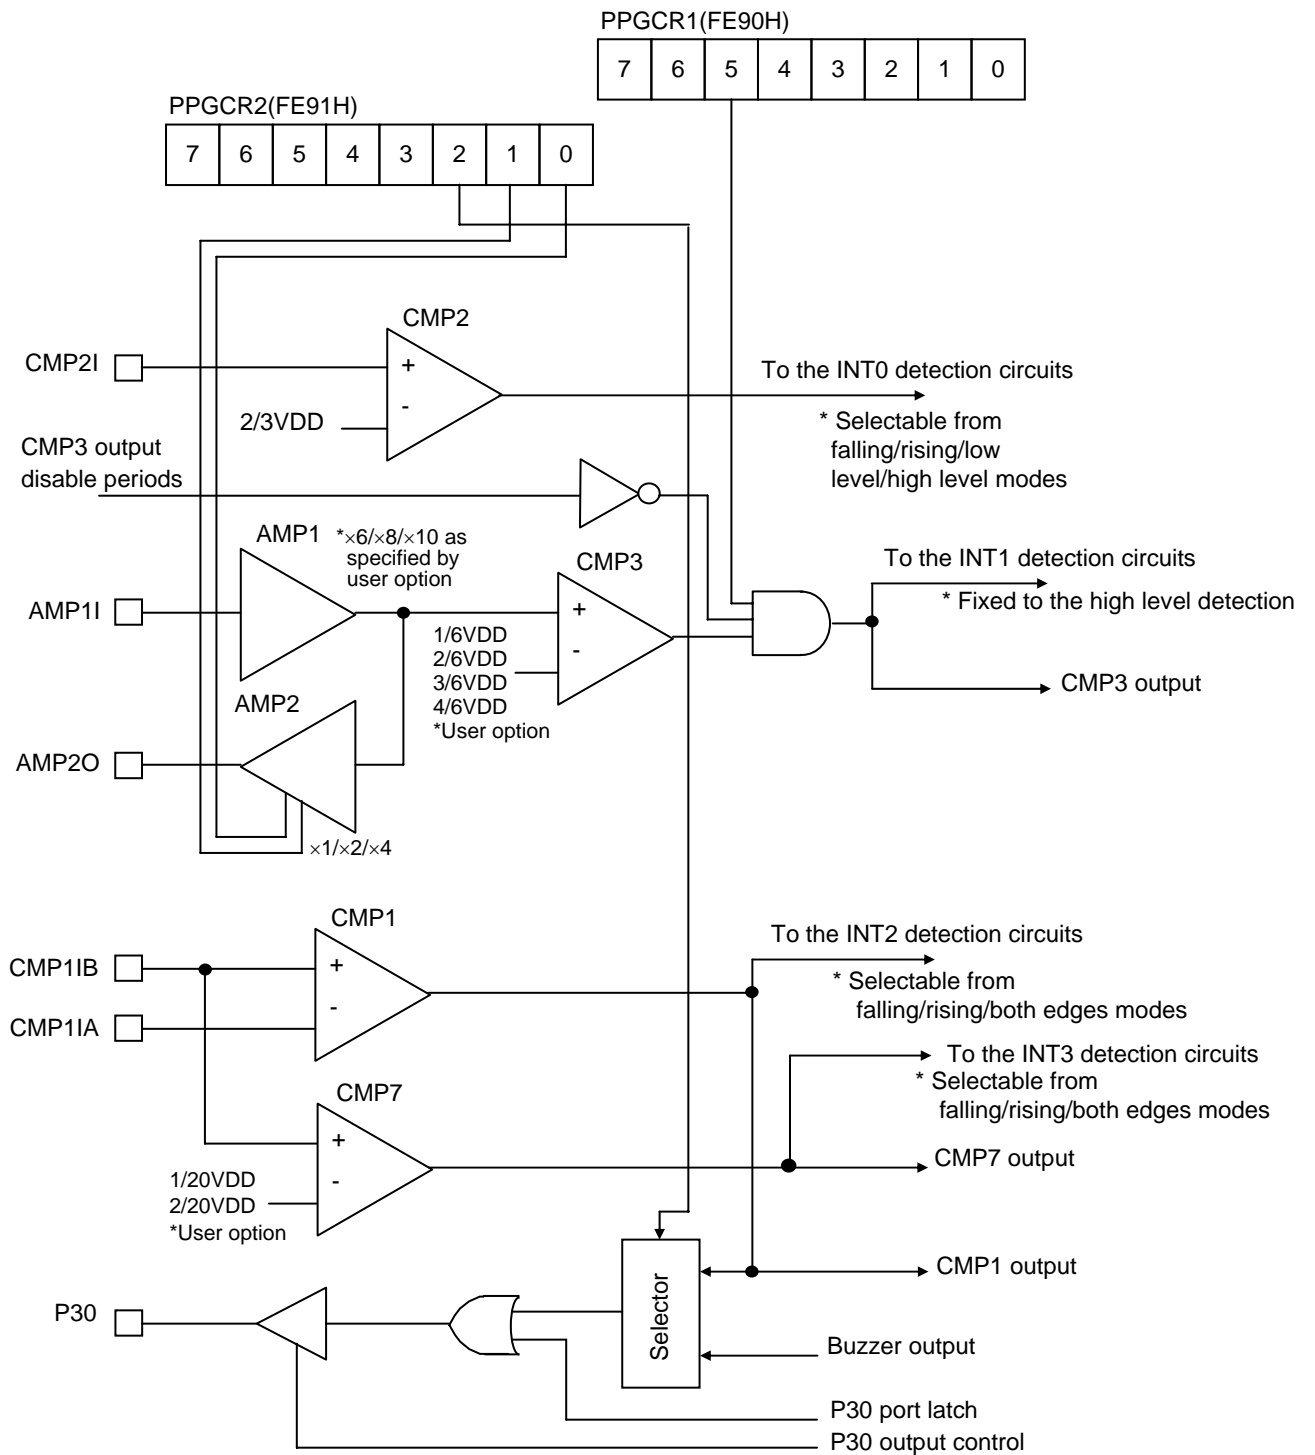 PPGCR1(FE90H)
7 6 5 4 3 2 1 0
PPGCR2(FE91H)
7 6 5 4 3 2 1 0
CMP2
CMP2I
+
-
2/3VDD
To the INT0 detection circuits
* Selectable from
falling/rising/low
level/high level modes
CMP3 output
disable periods
AMP1
*×6/×8/×10 as
specified by
user option
AMP1I
CMP3
+
-
1/6VDD
2/6VDD
3/6VDD
4/6VDD
*User option
To the INT1 detection circuits
* Fixed to the high level detection
CMP3 output
AMP2
AMP2O
×1/×2/×4
CMP1
CMP1IB
+
-
CMP1IA
To the INT2 detection circuits
* Selectable from
falling/rising/both edges modes
To the INT3 detection circuits
* Selectable from
falling/rising/both edges modes
CMP7
+
-
1/20VDD
2/20VDD
*User option
CMP7 output
Selector
CMP1 output
P30
Buzzer output
P30 port latch
P30 output control